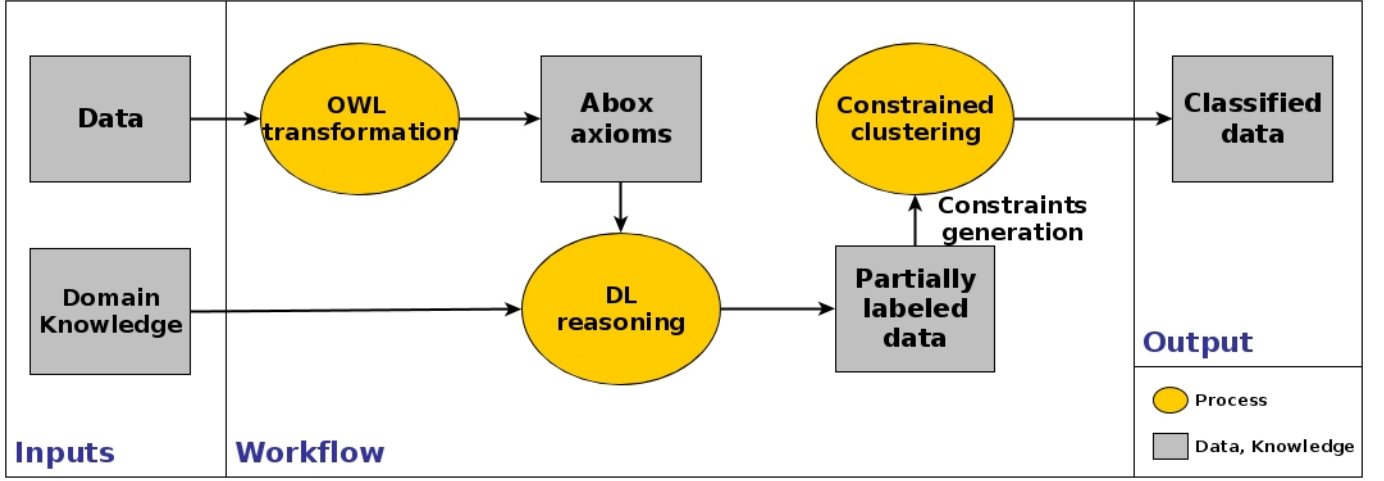 Data
OWL
transformation
Abox
axioms
Constrained
clustering
Classified
data
Constraints
generation
Domain
Knowledge
DL
reasoning
Partially
labeled
data
Output
Process
Data, Knowledge
Inputs
Workflow